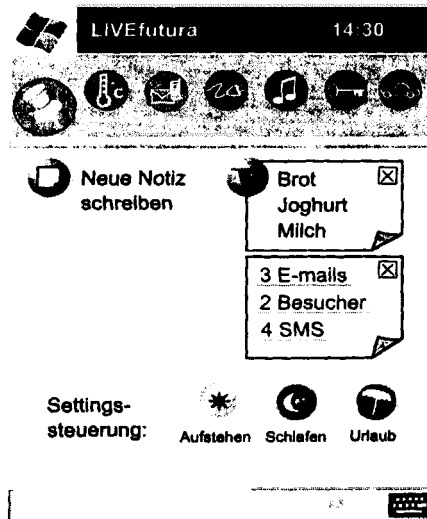 LIVEfutura 14:30
°C
Neue Notiz
schreiben
Brot
Joghurt
Milch
3 E-mails
2 Besucher
4 SMS
Settings-
steuerung:
Aufstehen Schlafen Urlaub